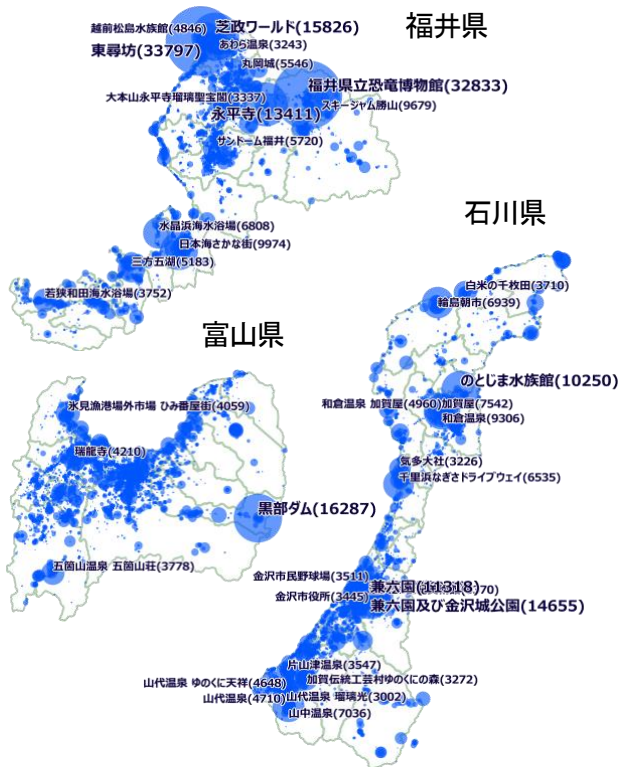 福井県
越前松島水族館(4846)
芝政ワールド(15826)
東尋坊(33797)
あわら温泉(3243)
丸岡城(5546)
福井県立恐竜博物館(32833)
大本山永平寺瑠璃聖宝閣(3337)
スキージャム勝山(9679)
永平寺(13411)
サンドーム福井(5720)
水晶浜海水浴場(6808)
日本海さかな街(9974)
三方五湖(5183)
若狭和田海水浴場(3752)
石川県
白米の千枚田(3710)
輪島朝市(6939)
のとじま水族館(10250)
和倉温泉 加賀屋(4960)
加賀屋(7542)
和倉温泉(9306)
気多大社(3226)
千里浜なぎさドライブウェイ(6535)
金沢市民野球場(3511)
兼六園(11318)
金沢市役所(3445)
兼六園及び金沢城公園(14655)
片山津温泉(3547)
山代温泉 ゆのくに天祥(4648)
加賀伝統工芸村ゆのくにの森(3272)
山代温泉(4710)
山代温泉 瑠璃光(3002)
山中温泉(7036)
富山県
氷見漁港場外市場 ひみ番屋街(4059)
瑞龍寺(4210)
黒部ダム(16287)
五箇山温泉 五箇山荘(3778)